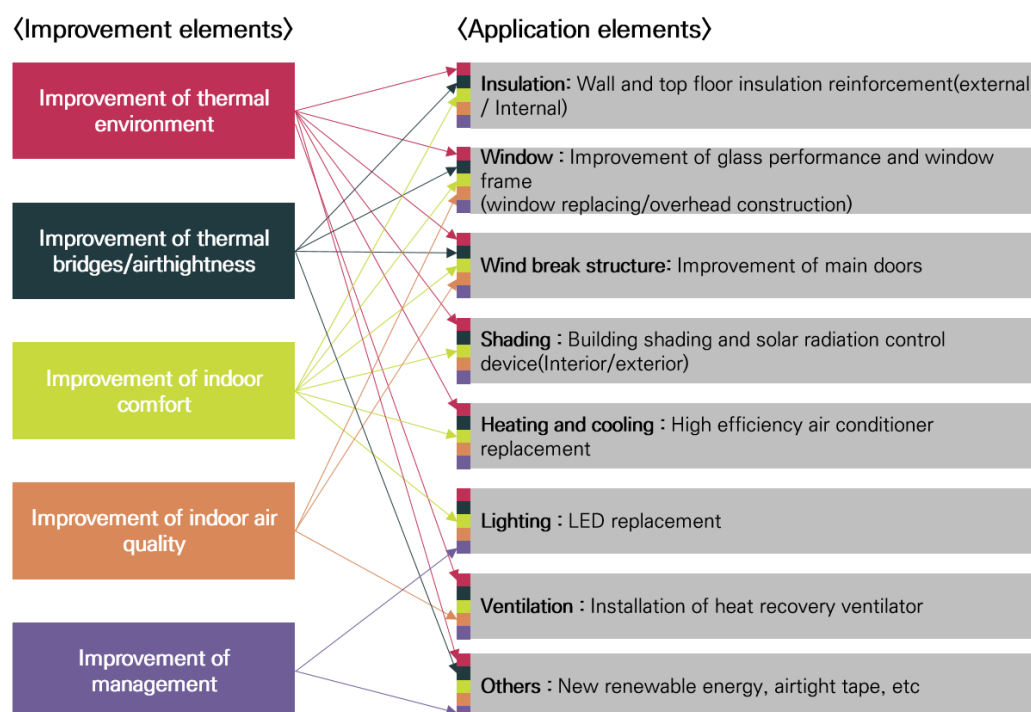 〈Improvement elements〉
〈Application elements〉
Improvement of thermal
environment
Improvement of thermal
bridges/airthightness
Improvement of indoor
comfort
Improvement of indoor air
quality
Improvement of
management
Insulation: Wall and top floor insulation reinforcement(external
/ Internal)
Window : Improvement of glass performance and window
frame
(window replacing/overhead construction)
Wind break structure: Improvement of main doors
Shading : Building shading and solar radiation control
device(Interior/exterior)
Heating and cooling : High efficiency air conditioner
replacement
Lighting : LED replacement
Ventilation : Installation of heat recovery ventilator
Others : New renewable energy, airtight tape, etc